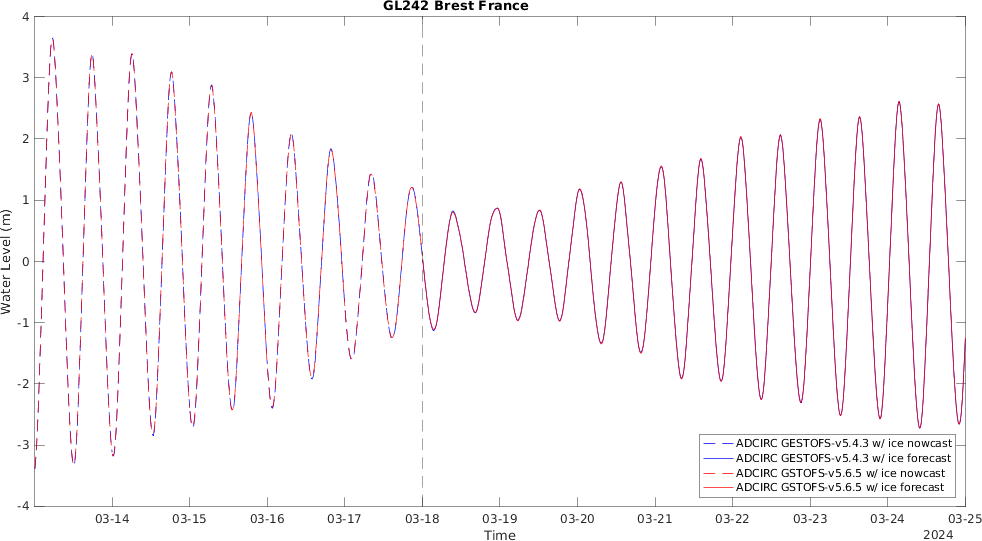 GL242 Brest France
4
3
2
1
0
-1
-2
-3
-4
Water Level (m)
ADCIRC GESTOFS-v5.4.3 w/ ice nowcast
ADCIRC GESTOFS-v5.4.3 w/ ice forecast
ADCIRC GSTOFS-v5.6.5 w/ ice nowcast
ADCIRC GSTOFS-v5.6.5 w/ ice forecast
03-14 03-15 03-16 03-17 03-18 03-19 03-20 03-21 03-22 03-23 03-24 03-25
Time
2024